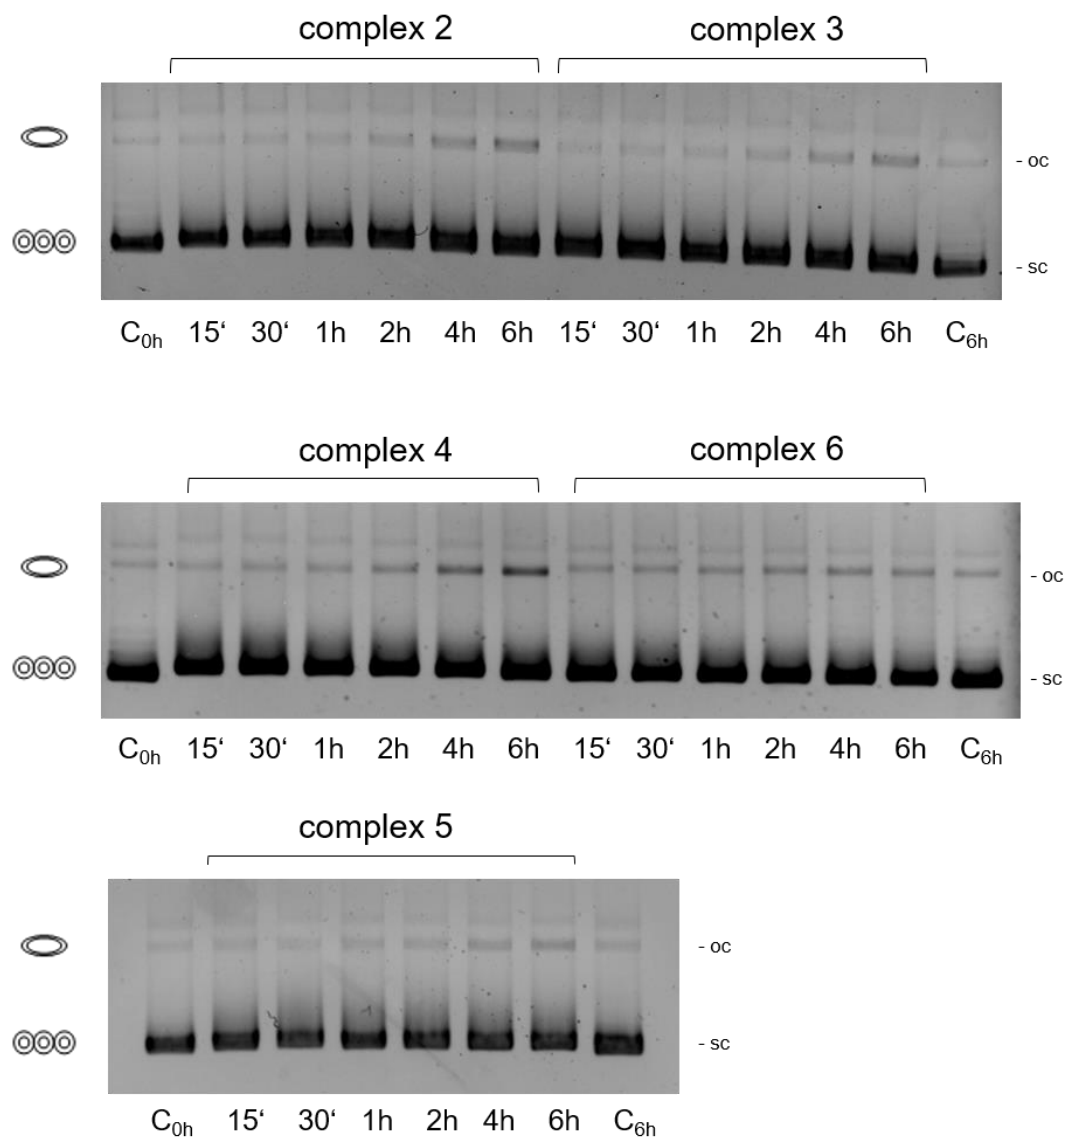 complex 2 complex 3
- oc
- sc
C0h 15‘ 30‘ 1h 2h 4h 6h 15‘ 30‘ 1h 2h 4h 6h C6h
complex 4 complex 6
- oc
- sc
C0h 15‘ 30‘ 1h 2h 4h 6h 15‘ 30‘ 1h 2h 4h 6h C6h
complex 5
- oc
- sc
C0h 15‘ 30‘ 1h 2h 4h 6h C6h